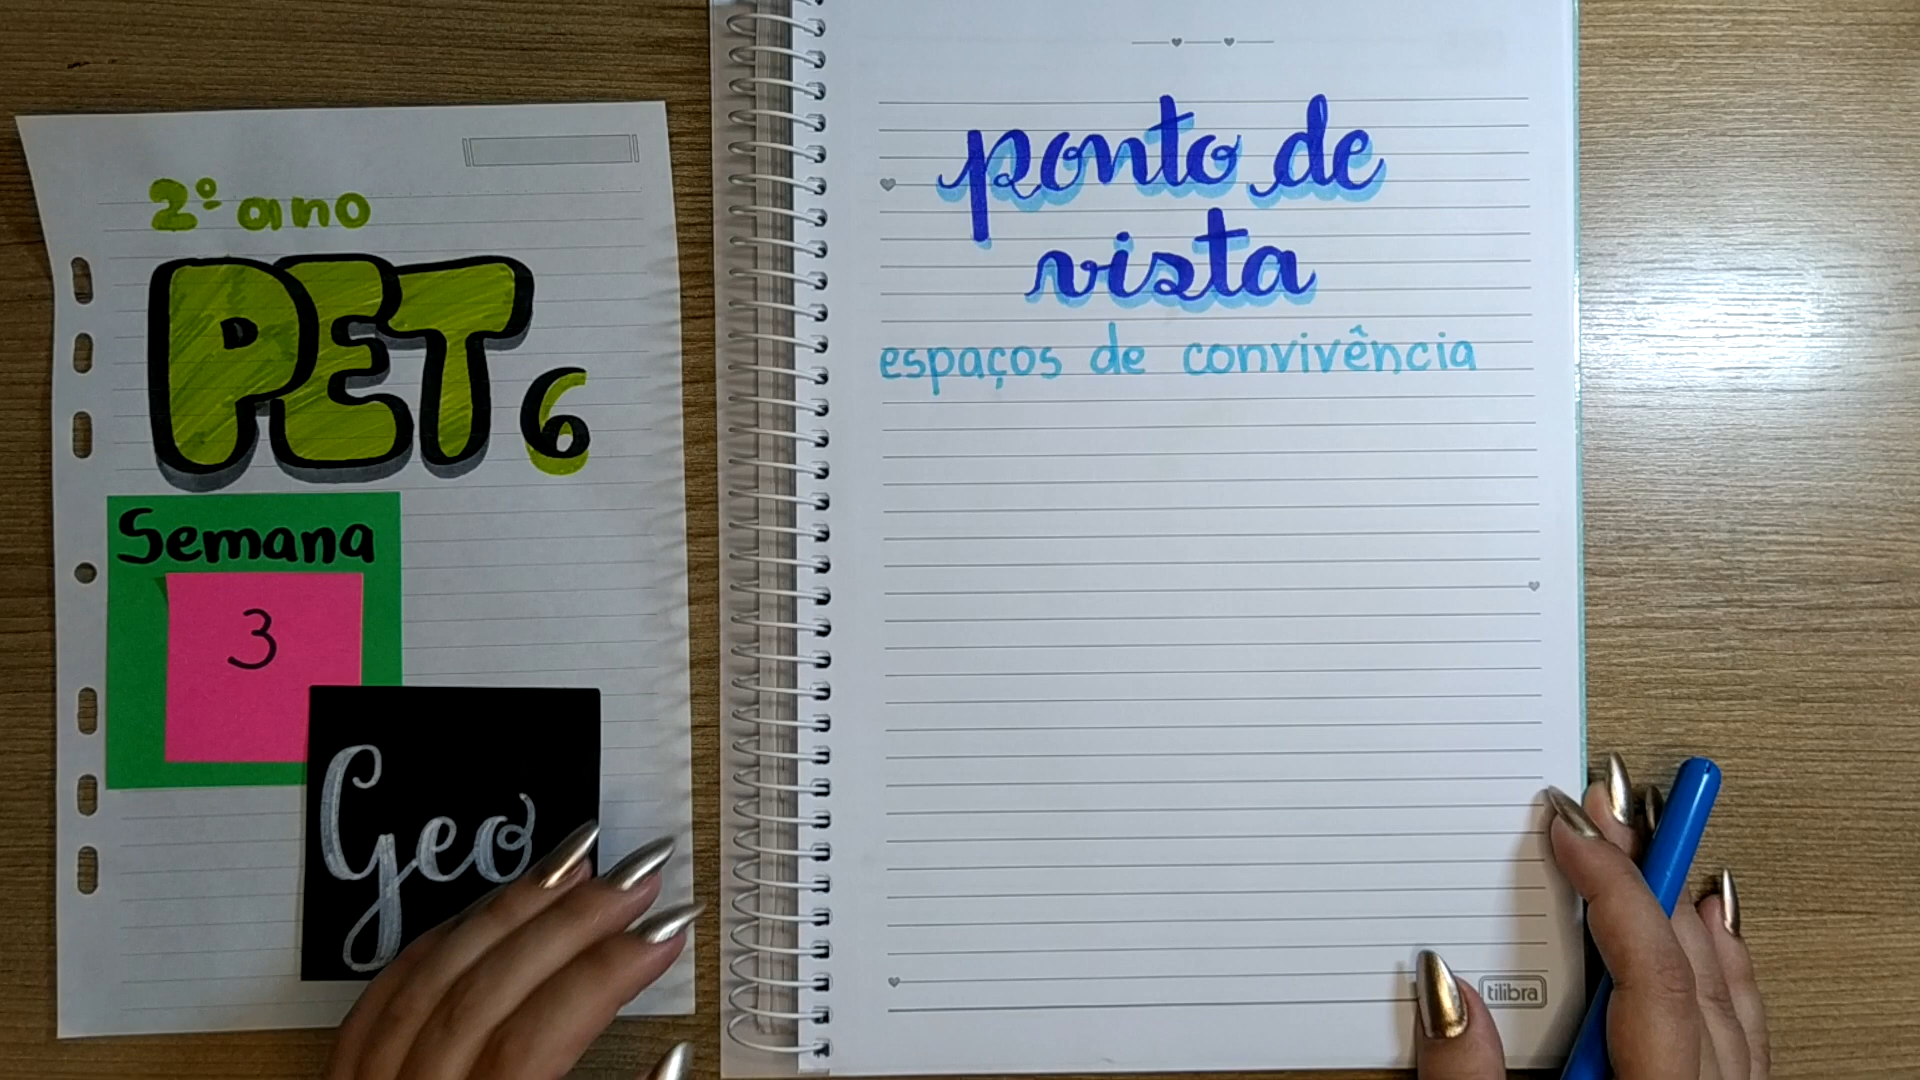 2º ano
PET 6
Semana
3
Geo
ponto de
vista
espaços de convivência
tilibra